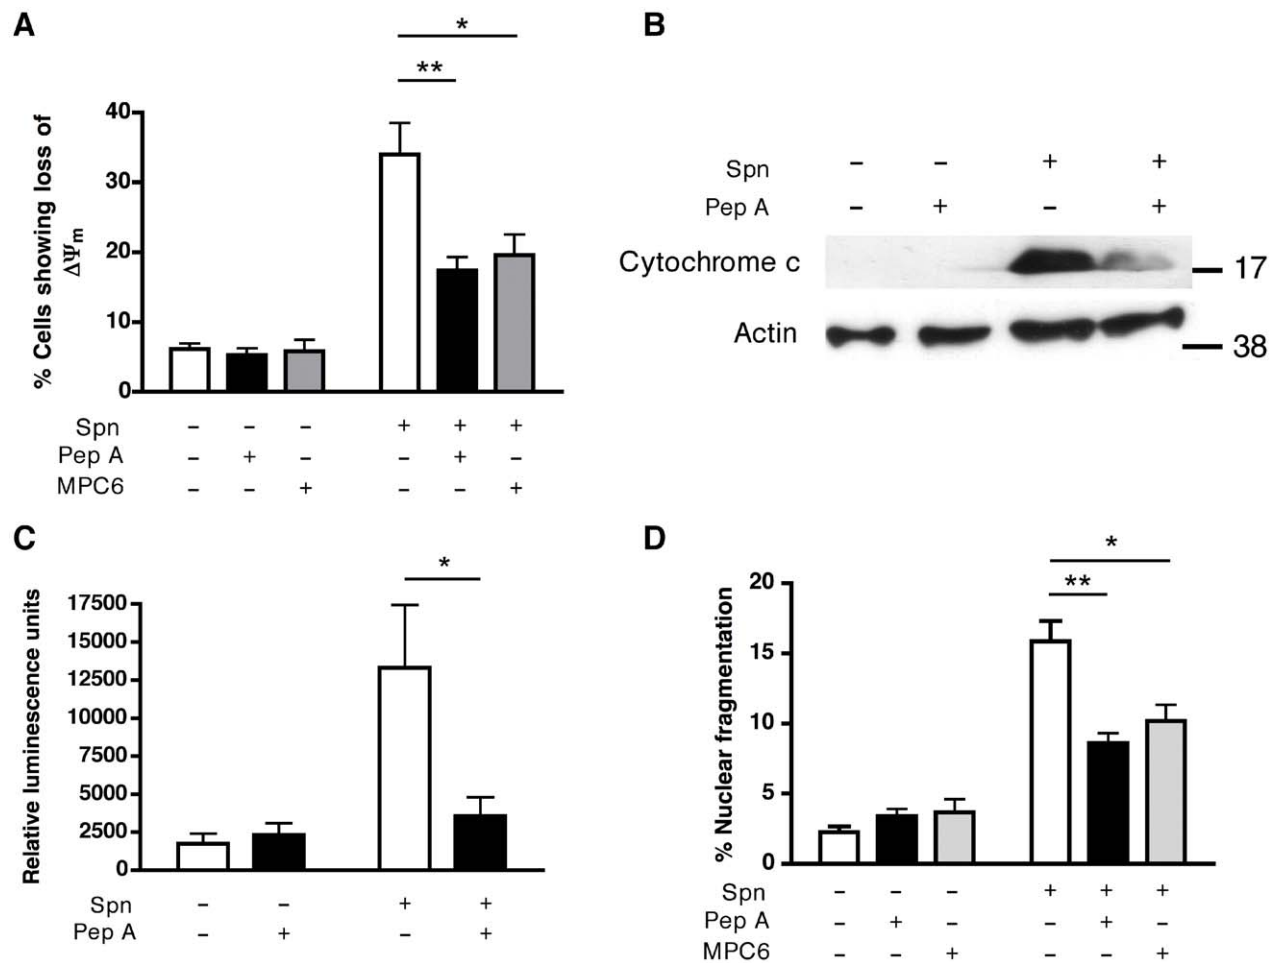 A
*
**
40
30
20
10
0
% Cells showing loss of
ΔΨm
Spn – – – + + +
Pep A – + – – + –
MPC6 – – + – – +
B
Spn – – + +
Pep A – + – +
Cytochrome c 17
Actin 38
C
*
17500
15000
12500
10000
7500
5000
2500
0
Relative luminescence units
Spn – – + +
Pep A – + – +
D
*
**
20
15
10
5
0
% Nuclear fragmentation
Spn – – – + + +
Pep A – + – – + –
MPC6 – – + – – +